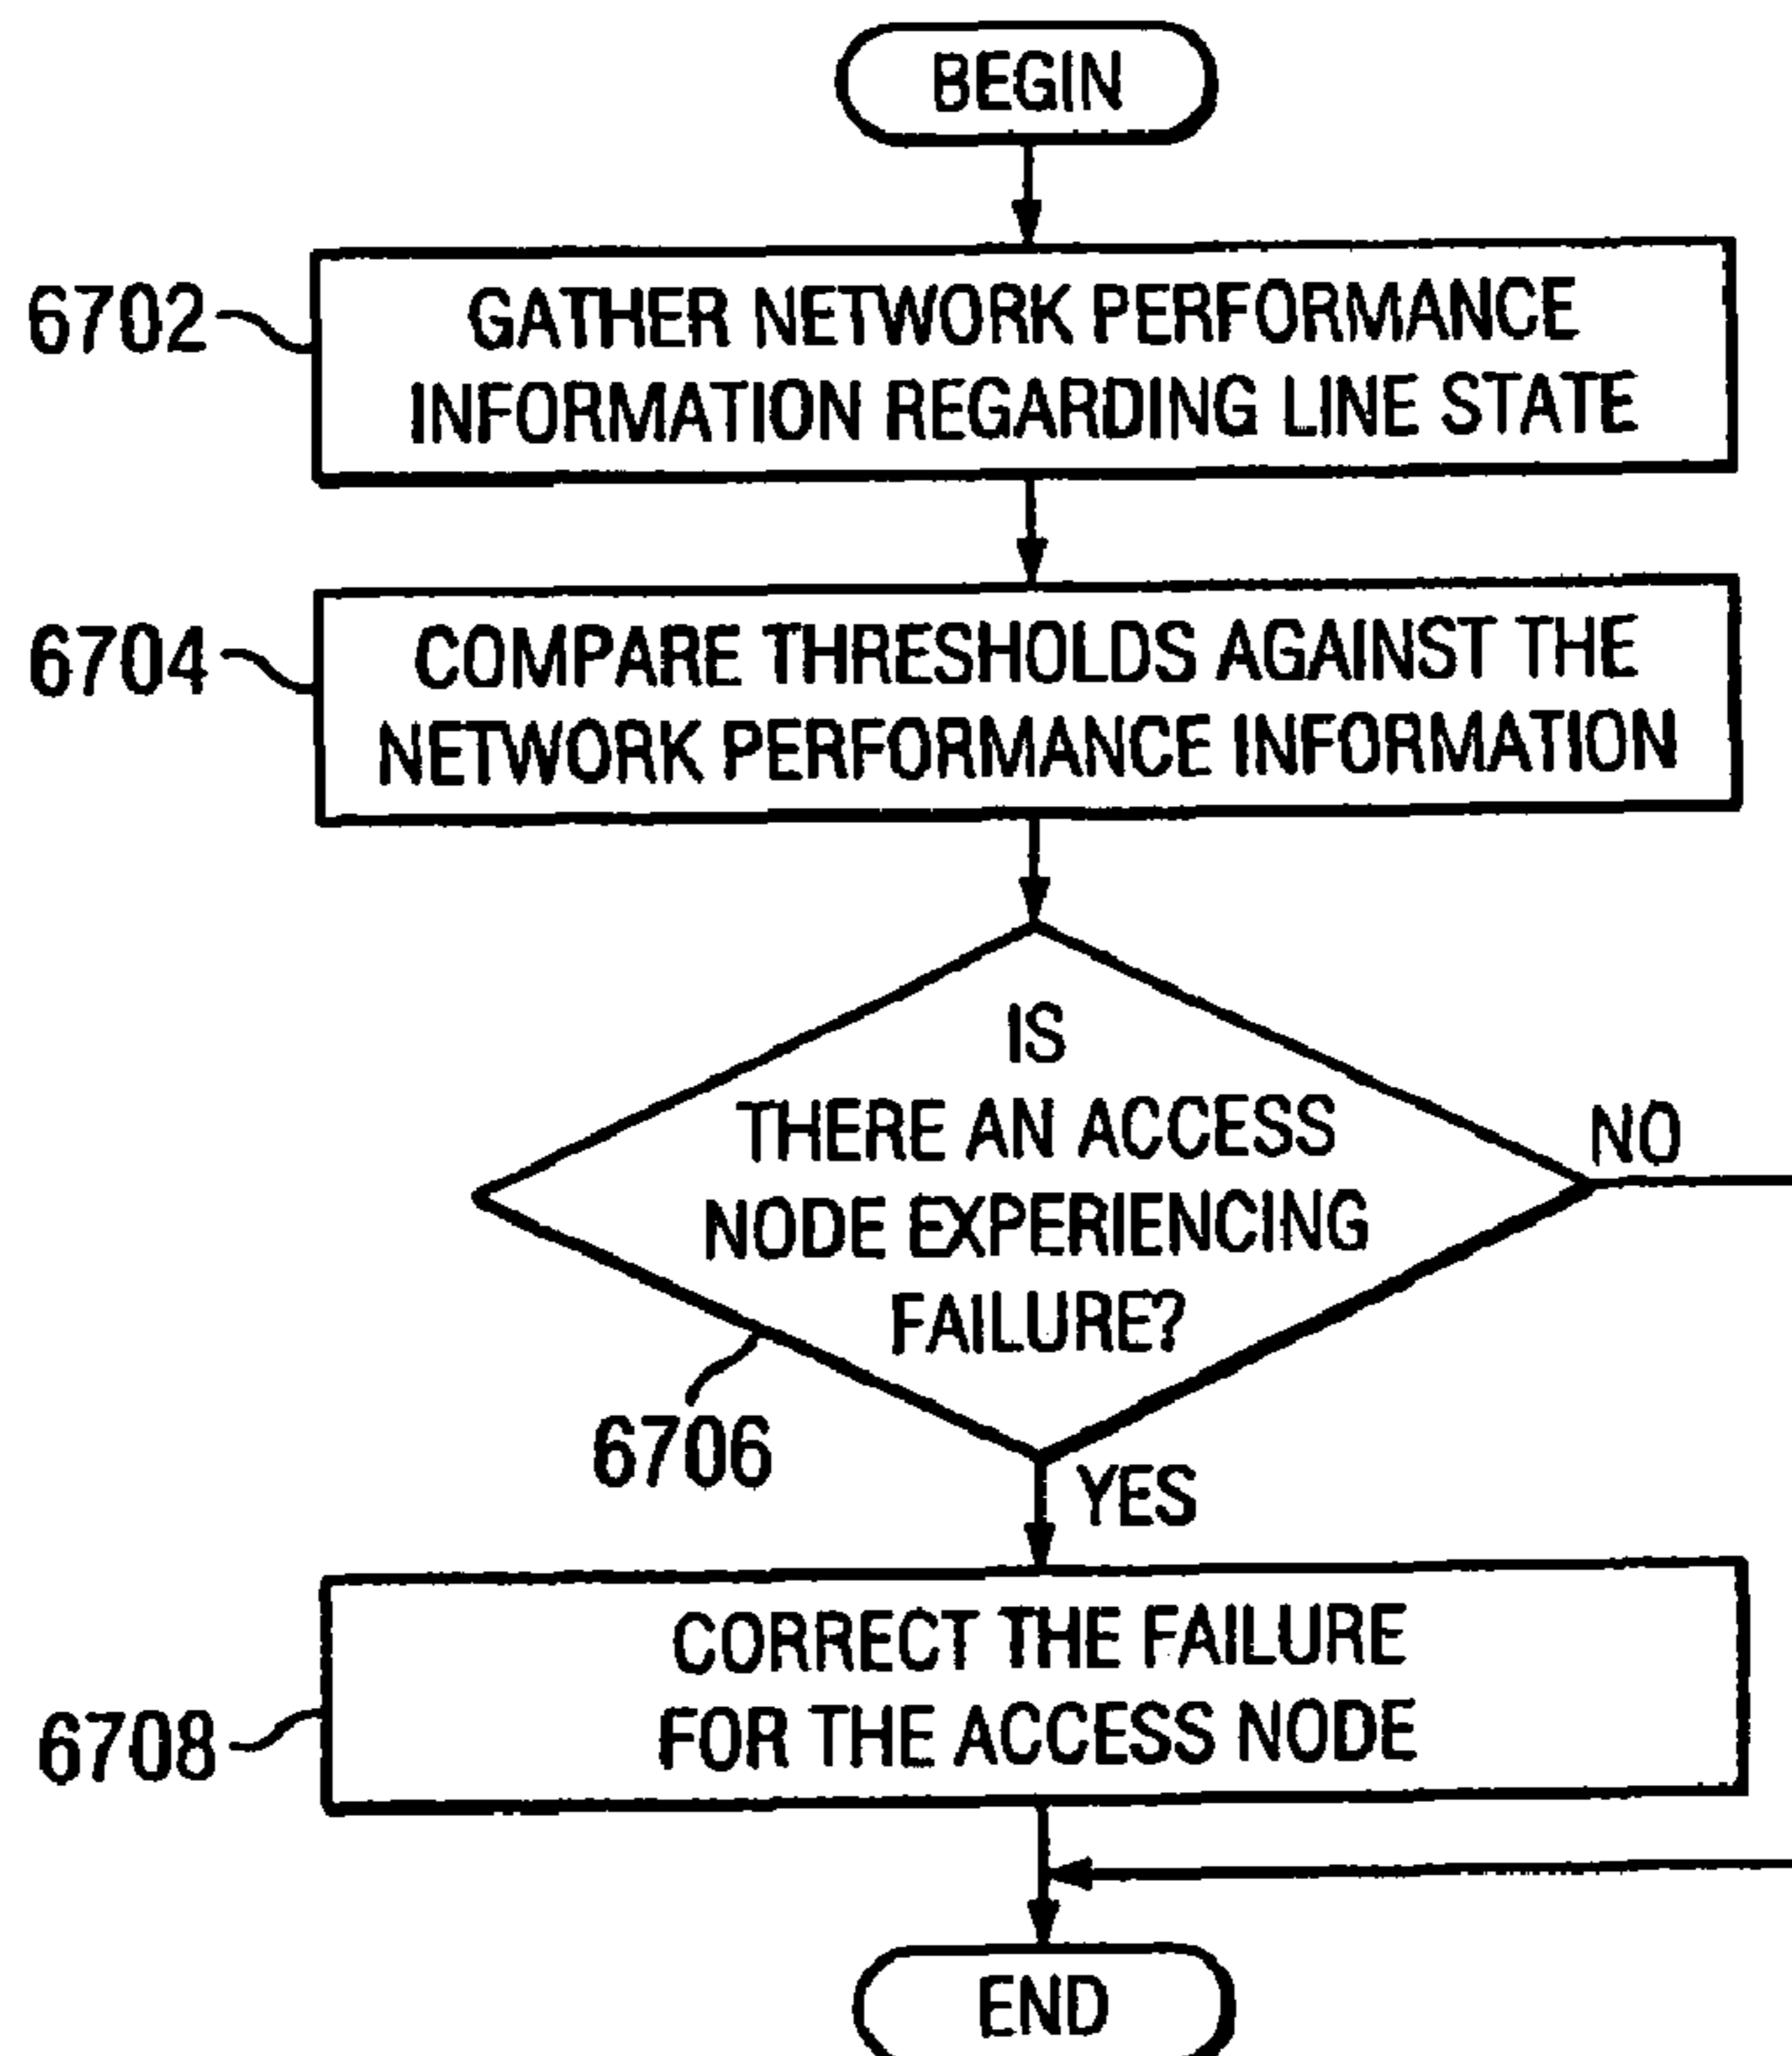 BEGIN
6702
GATHER NETWORK PERFORMANCE
INFORMATION REGARDING LINE STATE
6704
COMPARE THRESHOLDS AGAINST THE
NETWORK PERFORMANCE INFORMATION
IS
THERE AN ACCESS
NODE EXPERIENCING
FAILURE?
NO
6706
YES
6708
CORRECT THE FAILURE
FOR THE ACCESS NODE
END